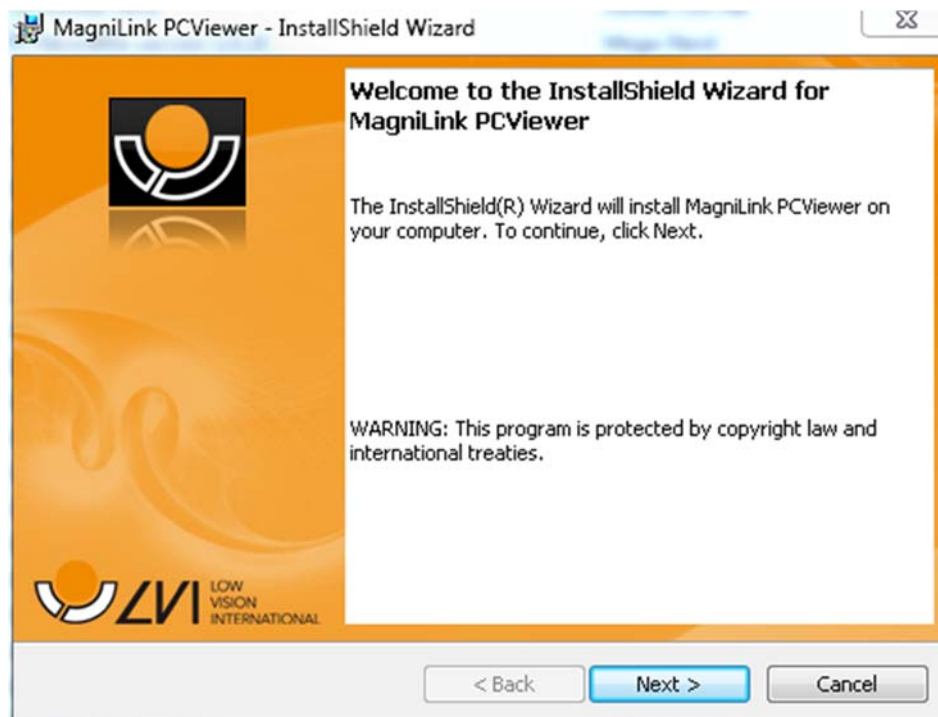 MagniLink PCViewer - InstallShield Wizard
Welcome to the InstallShield Wizard for
MagniLink PCViewer
The InstallShield(R) Wizard will install MagniLink PCViewer on
your computer. To continue, click Next.
WARNING: This program is protected by copyright law and
international treaties.
LVI
LOW
VISION
INTERNATIONAL
< Back
Next >
Cancel